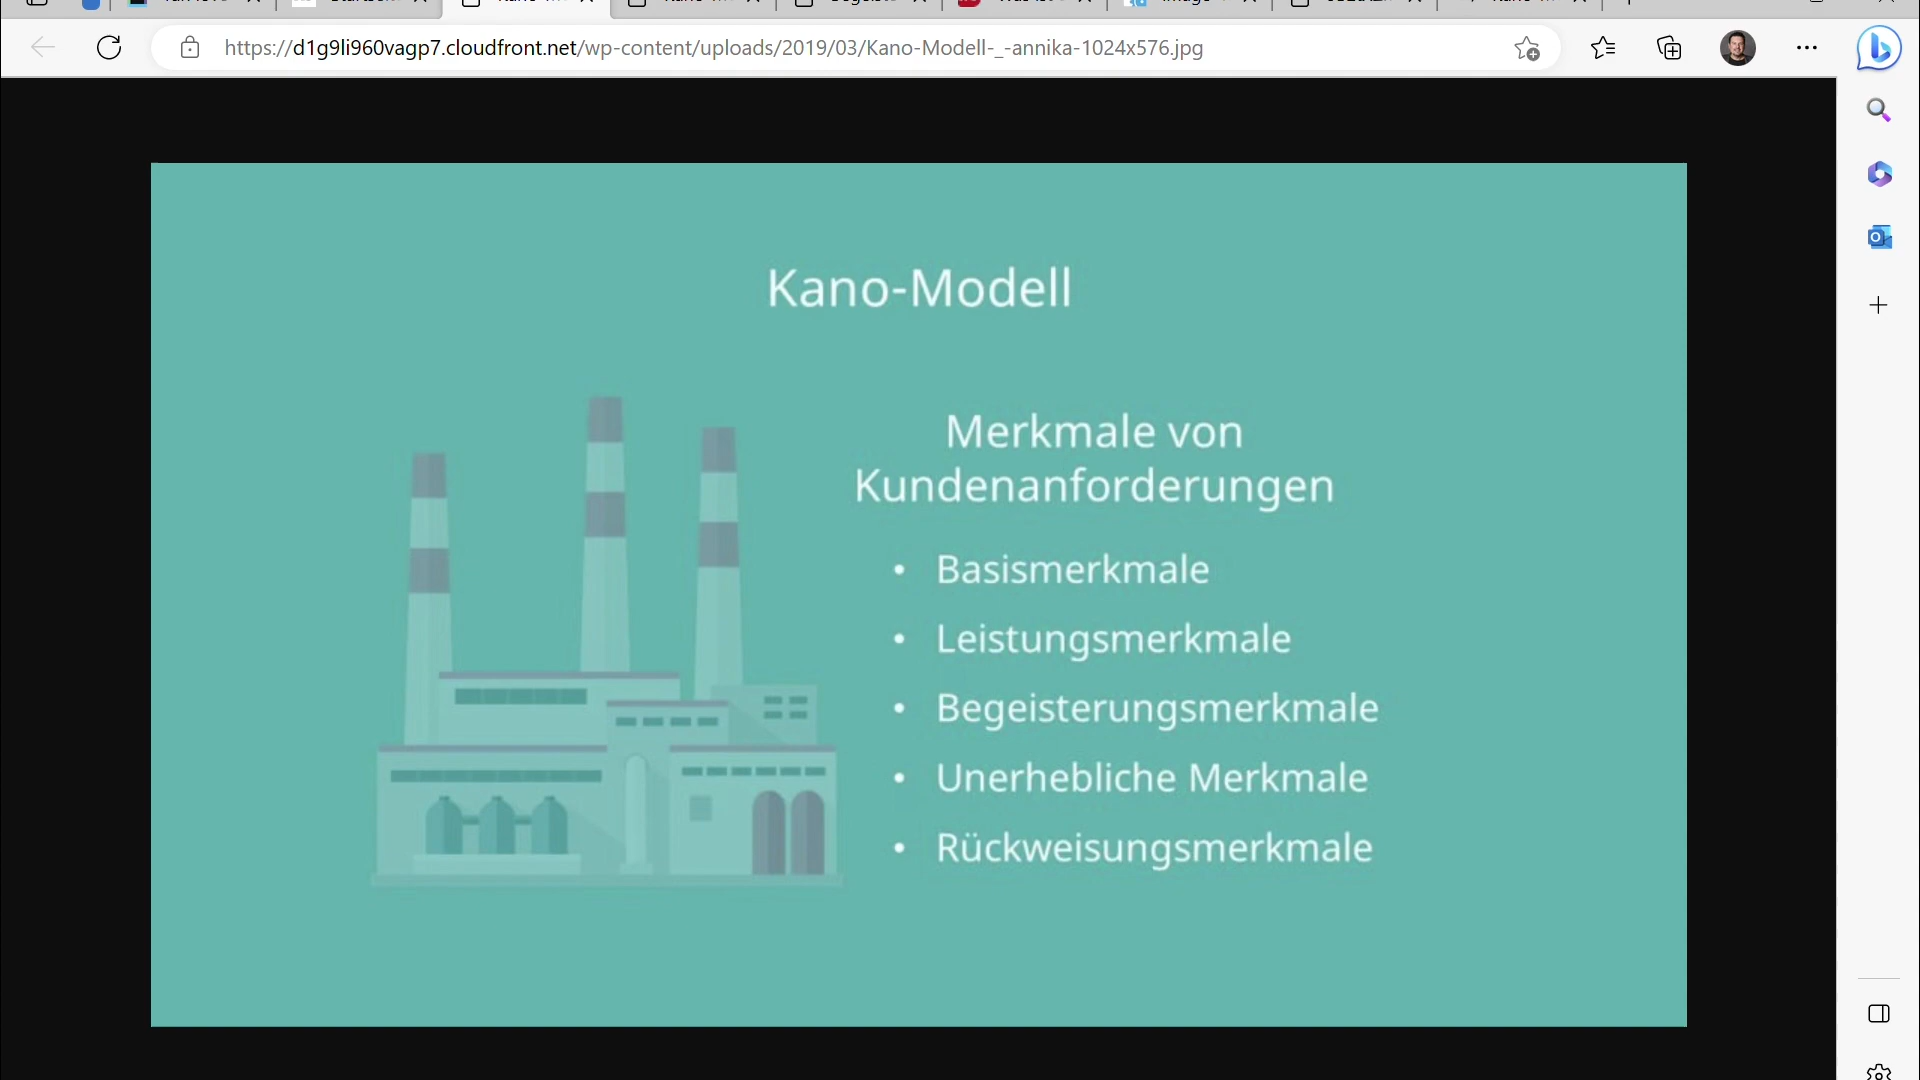 https://d1g9li960vagp7.cloudfront.net/wp-content/uploads/2019/03/Kano-Modell-_-annika-1024x576.jpg
Kano-Modell
Merkmale von
Kundenanforderungen
• Basismerkmale
• Leistungsmerkmale
• Begeisterungsmerkmale
• Unerhebliche Merkmale
• Rückweisungsmerkmale